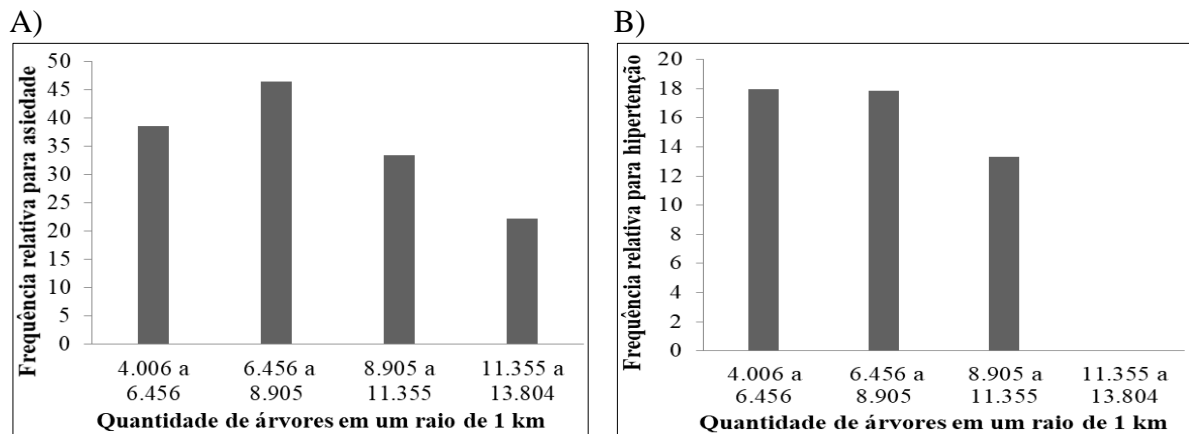 A)
Frequência relativa para asiedade
50
45
40
35
30
25
20
15
10
5
0
4.006 a
6.456
6.456 a
8.905
8.905 a
11.355
11.355 a
13.804
Quantidade de árvores em um raio de 1 km
B)
Frequência relativa para hipertenção
20
18
16
14
12
10
8
6
4
2
0
4.006 a
6.456
6.456 a
8.905
8.905 a
11.355
11.355 a
13.804
Quantidade de árvores em um raio de 1 km